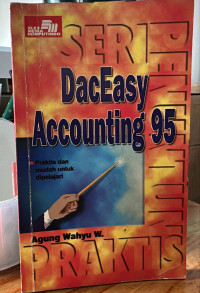 SERI
PENUNTUN
PRAKTIS
DacEasy
Accounting 95
Praktis dan
mudah untuk
dipelajari
Agung Wahyu W.